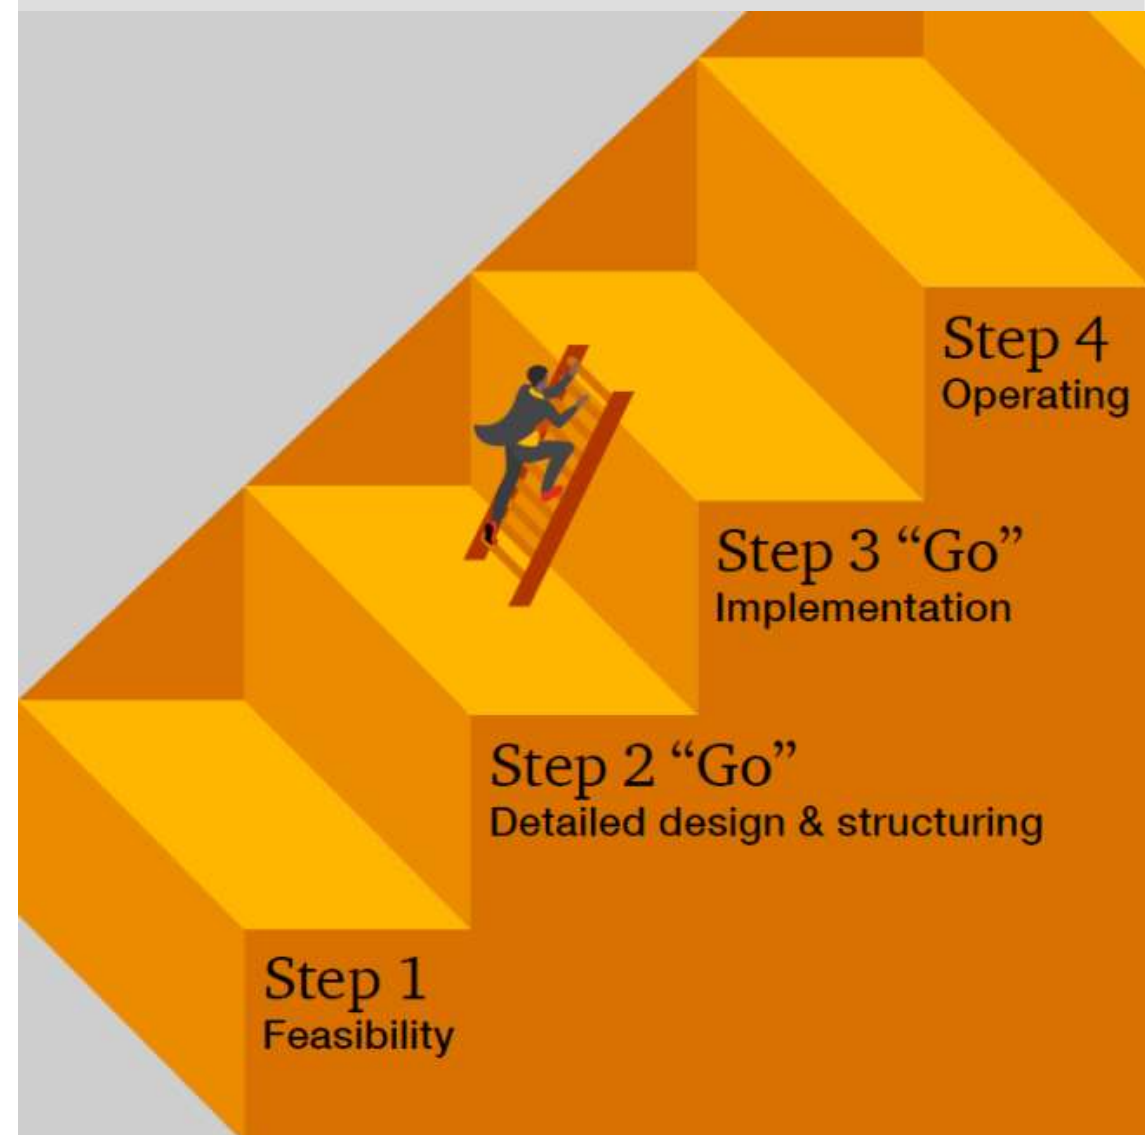 Step 4
Operating
Step 3 “Go”
Implementation
Step 2 “Go”
Detailed design & structuring
Step 1
Feasibility